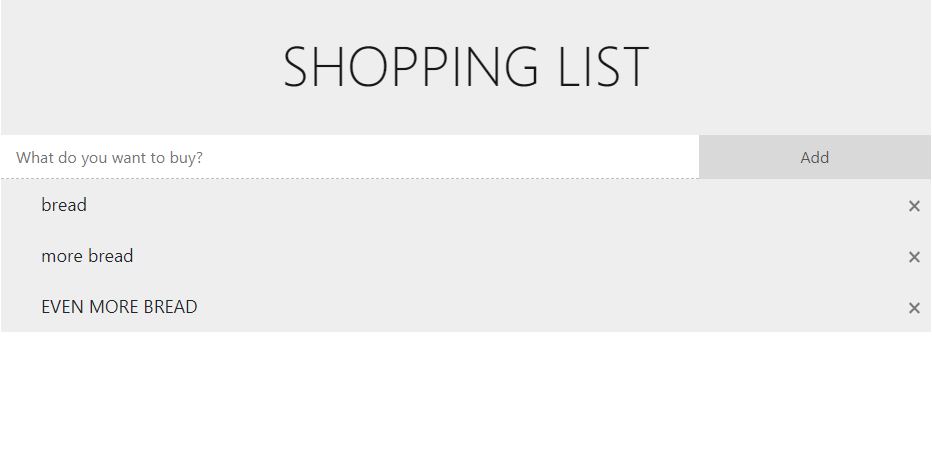 SHOPPING LIST
What do you want to buy?
Add
bread
×
more bread
×
EVEN MORE BREAD
×